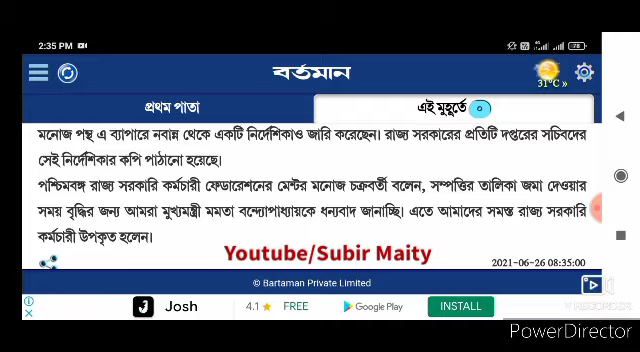 2:35 PM
বর্তমান
31°C »
প্রথম পাতা
এই মুহূর্তে ০
মনোজ পন্থ এ ব্যাপারে নবান্ন থেকে একটি নির্দেশিকাও জারি করেছেন। রাজ্য সরকারের প্রতিটি দপ্তরের সচিবদের
সেই নির্দেশিকার কপি পাঠানো হয়েছে।
পশ্চিমবঙ্গ রাজ্য সরকারি কর্মচারী ফেডারেশনের মেন্টর মনোজ চক্রবর্তী বলেন, সম্পত্তির তালিকা জমা দেওয়ার
সময় বৃদ্ধির জন্য আমরা মুখ্যমন্ত্রী মমতা বন্দ্যোপাধ্যায়কে ধন্যবাদ জানাচ্ছি। এতে আমাদের সমস্ত রাজ্য সরকারি
কর্মচারী উপকৃত হলেন।
Youtube/Subir Maity
2021-06-26 08:35:00
© Bartaman Private Limited
J Josh
4.1 ★ FREE
Google Play
INSTALL
PowerDirector